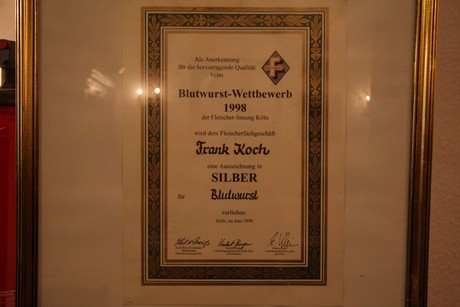 Als Anerkennung
für die hervorragende Qualität
beim
Blutwurst-Wettbewerb
1998
der Fleischer-Innung Köln
wird dem Fleischerfachgeschäft
Frank Koch
eine Auszeichnung in
SILBER
für Blutwurst
verliehen.
Köln, im Juni 1998